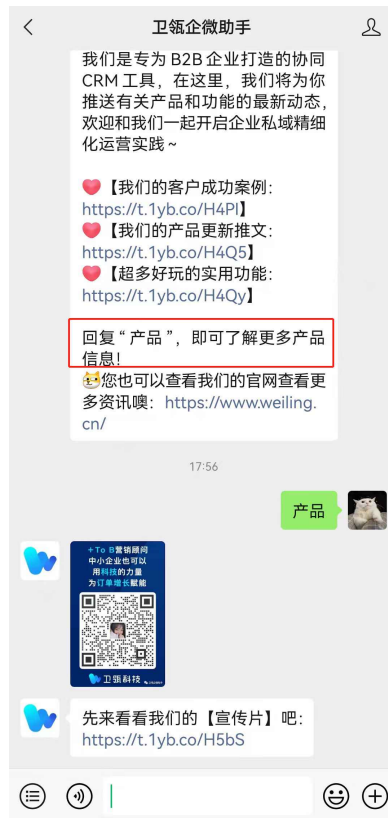 卫瓴企微助手
我们是专为 B2B 企业打造的协同
CRM 工具，在这里，我们将为你
推送有关产品和功能的最新动态，
欢迎和我们一起开启企业私域精细
化运营实践 ~
【我们的客户成功案例：
https://t.1yb.co/H4PI】
【我们的产品更新推文：
https://t.1yb.co/H4Q5】
【超多好玩的实用功能：
https://t.1yb.co/H4Qy】
回复“产品”，即可了解更多产品
信息！
您也可以查看我们的官网查看更
多资讯噢：https://www.weiling.
cn/
17:56
产品
+To B营销顾问
中小企业也可以
用科技的力量
为订单增长赋能
卫瓴科技
先来看看我们的【宣传片】吧：
https://t.1yb.co/H5bS